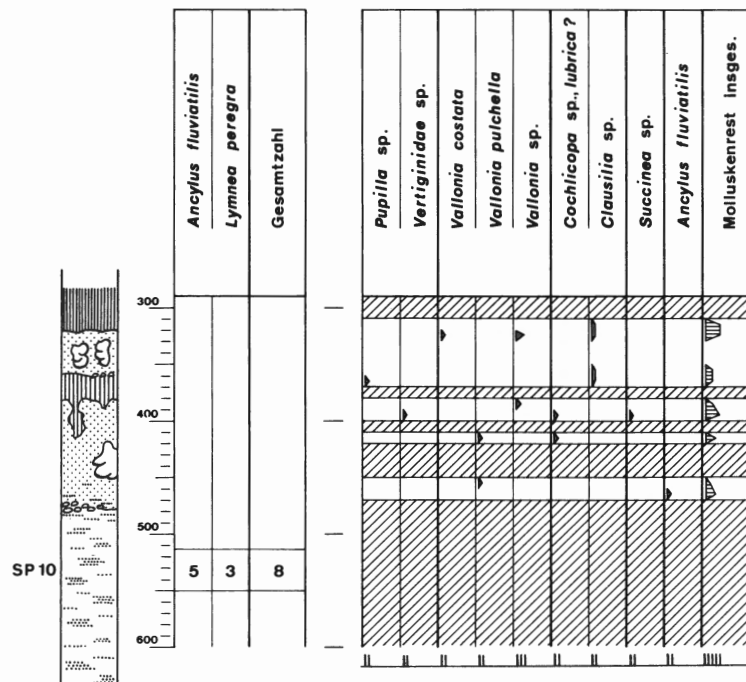 Ancylus fluviatilis
Lymnea peregra
Gesamtzahl
Pupilla sp.
Vertiginidae sp.
Vallonia costata
Vallonia pulchella
Vallonia sp.
Cochlicopa sp., lubrica ?
Clausilia sp.
Succinea sp.
Ancylus fluviatilis
Molluskenrest insges.
300
400
500
SP 10
5 3 8
600